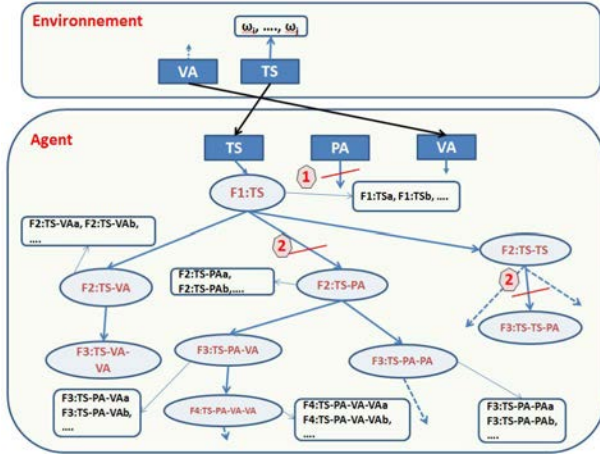 Environnement
ωi, ...., ωj
VA
TS
Agent
TS
PA
VA
1
F1:TS
F1:TSa, F1:TSb, ....
F2:TS-VAa, F2:TS-VAb,
....
2
F2:TS-TS
F2:TS-PAa,
F2:TS-PAb,....
F2:TS-VA
F2:TS-PA
2
F3:TS-TS-PA
F3:TS-VA-
VA
F3:TS-PA-VA
F3:TS-PA-PA
F3:TS-PA-VAa
F3:TS-PA-VAb,
....
F4:TS-PA-VA-VA
F4:TS-PA-VA-VAa
F4:TS-PA-VA-VAb,
....
F3:TS-PA-PAa
F3:TS-PA-PAb,
....